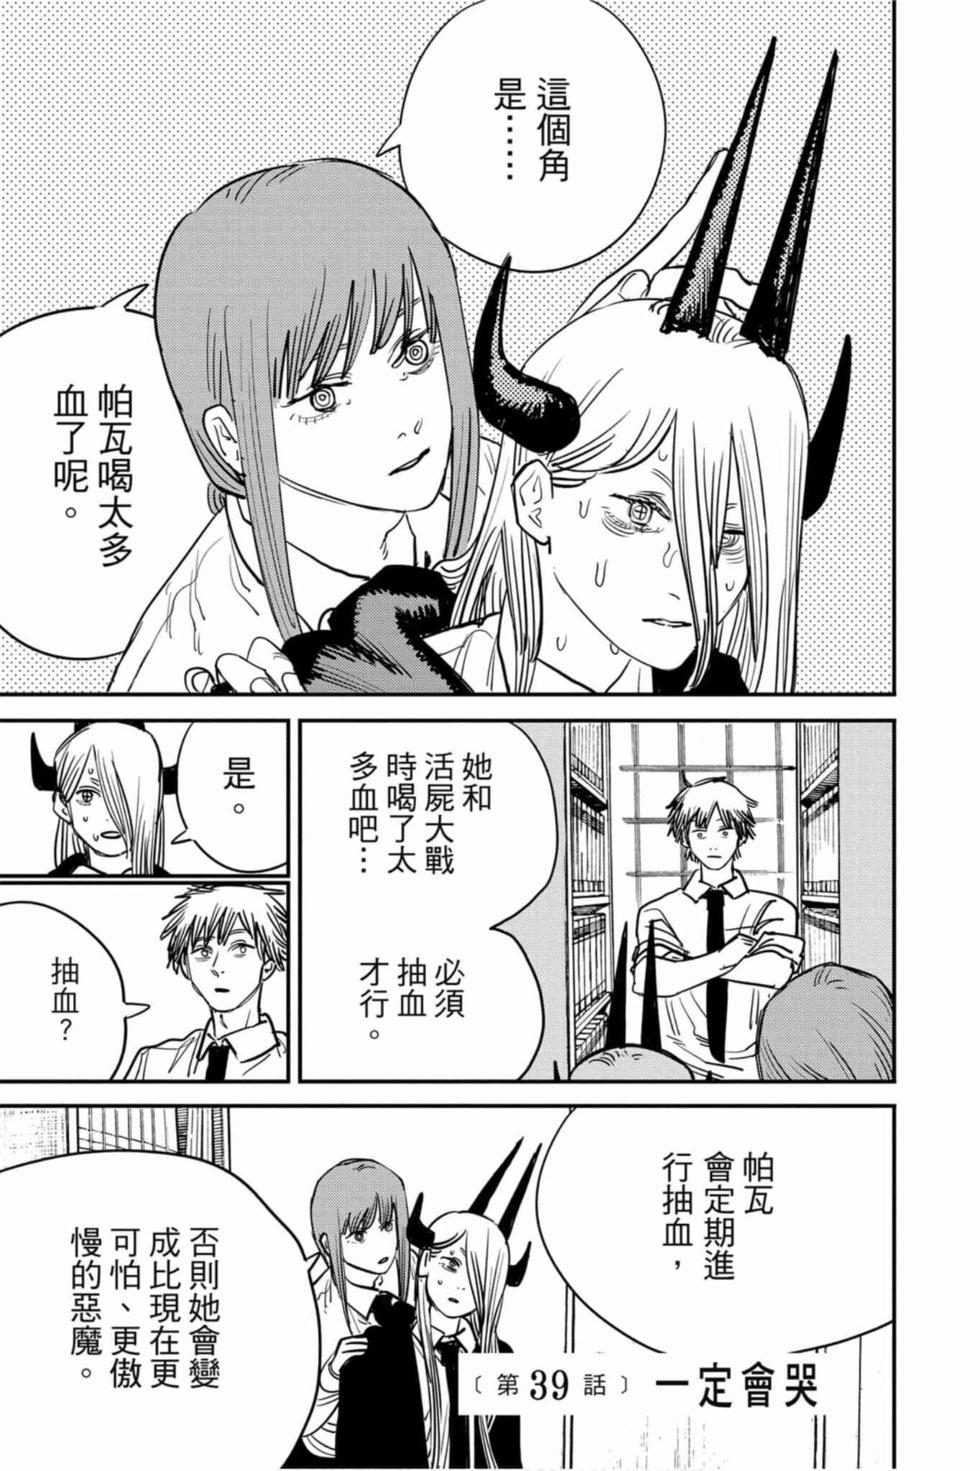 這個角
是……
帕瓦喝太多
血了呢。
她和
活屍大戰
時喝了太
多血吧…
必須
抽血
才行。
是。
抽血？
帕瓦
會定期進
行抽血，
否則她會變
成比現在更
可怕、更傲
慢的惡魔。
〔第39話〕 一定會哭